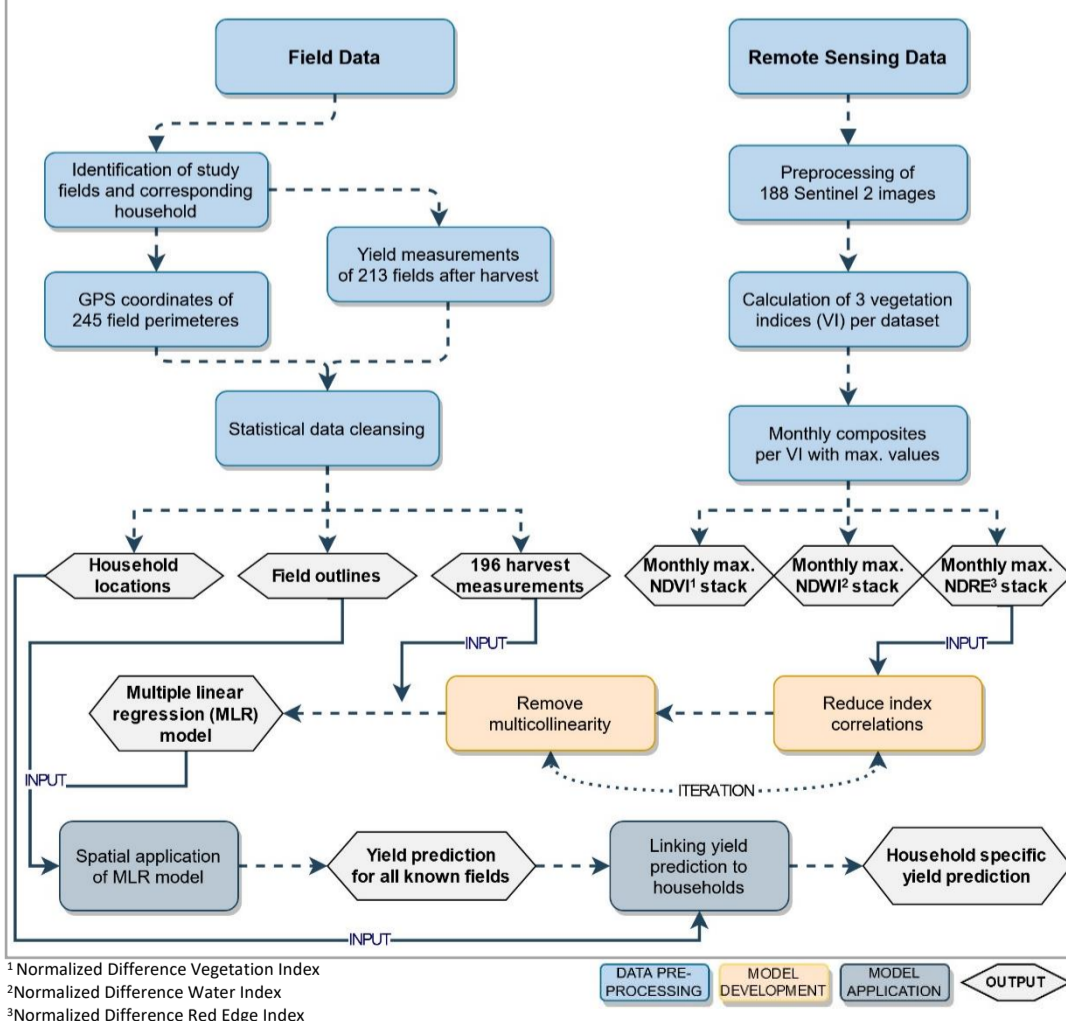 Field Data
Remote Sensing Data
Identification of study
fields and corresponding
household
Preprocessing of
188 Sentinel 2 images
Yield measurements
of 213 fields after harvest
GPS coordinates of
245 field perimeteres
Calculation of 3 vegetation
indices (VI) per dataset
Statistical data cleansing
Monthly composites
per VI with max. values
Household
locations
Field outlines
196 harvest
measurements
Monthly max.
NDVI¹ stack
Monthly max.
NDWI² stack
Monthly max.
NDRE³ stack
INPUT
INPUT
Multiple linear
regression (MLR)
model
Remove
multicollinearity
Reduce index
correlations
INPUT
ITERATION
Spatial application
of MLR model
Yield prediction
for all known fields
Linking yield
prediction to
households
Household specific
yield prediction
INPUT
¹ Normalized Difference Vegetation Index
²Normalized Difference Water Index
³Normalized Difference Red Edge Index
DATA PRE-
PROCESSING
MODEL
DEVELOPMENT
MODEL
APPLICATION
OUTPUT